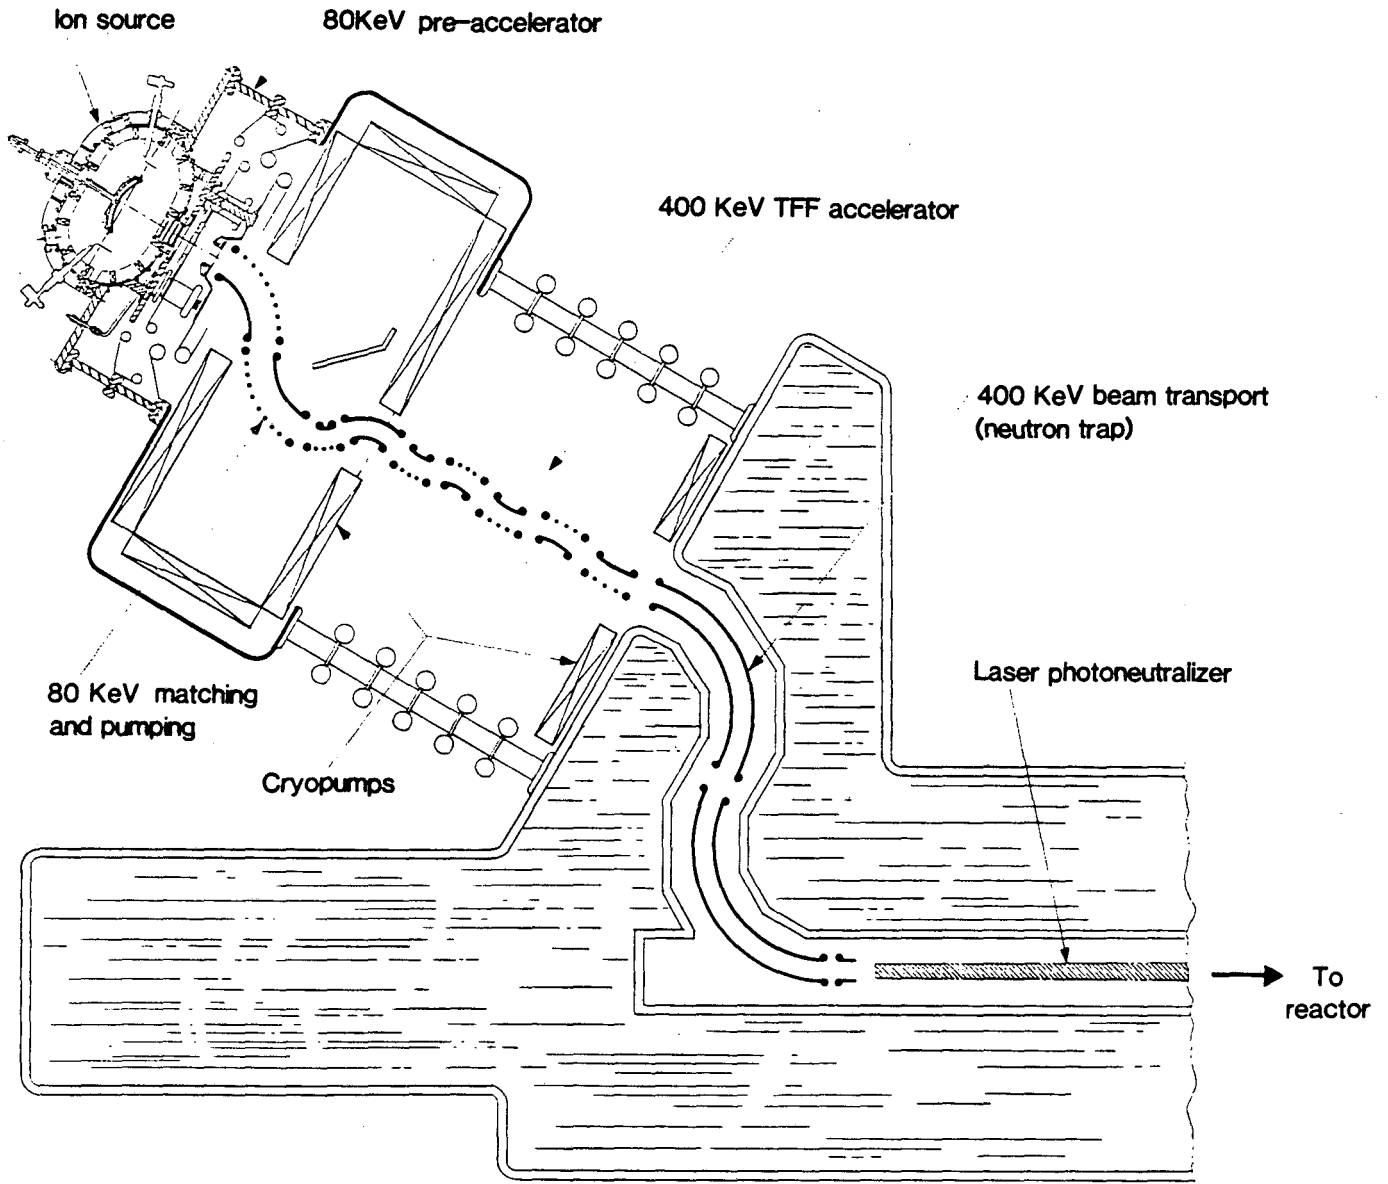 Ion source
80KeV pre-accelerator
400 KeV TFF accelerator
400 KeV beam transport
(neutron trap)
Laser photoneutralizer
80 KeV matching
and pumping
Cryopumps
To
reactor